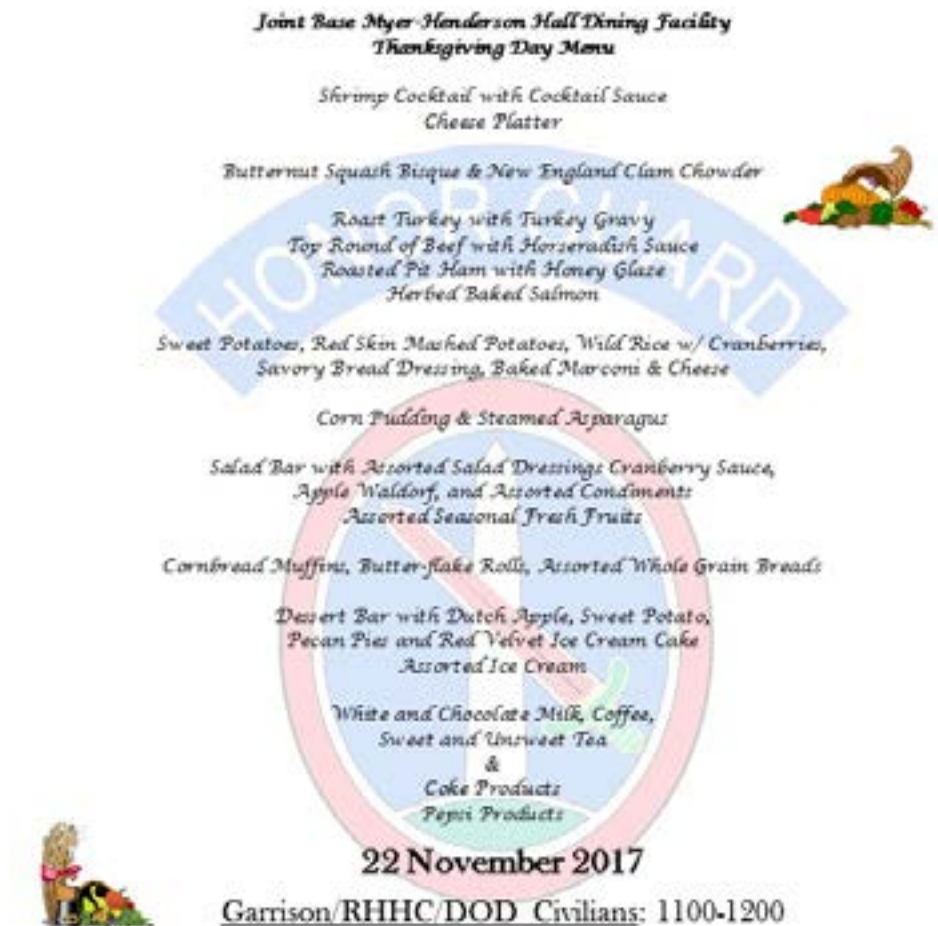 Joint Base Myer-Henderson Hall Dining Facility
Thanksgiving Day Menu
Shrimp Cocktail with Cocktail Sauce
Cheese Platter
Butternut Squash Bisque & New England Clam Chowder
HONOR GUARD
Roast Turkey with Turkey Gravy
Top Round of Beef with Horseradish Sauce
Roasted Pit Ham with Honey Glaze
Herbed Baked Salmon
Sweet Potatoes, Red Skin Mashed Potatoes, Wild Rice w/ Cranberries,
Savory Bread Dressing, Baked Marconi & Cheese
Corn Pudding & Steamed Asparagus
Salad Bar with Assorted Salad Dressings Cranberry Sauce,
Apple Waldorf, and Assorted Condiments
Assorted Seasonal Fresh Fruits
Cornbread Muffins, Butter-flake Rolls, Assorted Whole Grain Breads
Dessert Bar with Dutch Apple, Sweet Potato,
Pecan Pies and Red Velvet Ice Cream Cake
Assorted Ice Cream
White and Chocolate Milk, Coffee,
Sweet and Unsweet Tea
&
Coke Products
Pepsi Products
22 November 2017
Garrison/RHHC/DOD Civilians: 1100-1200